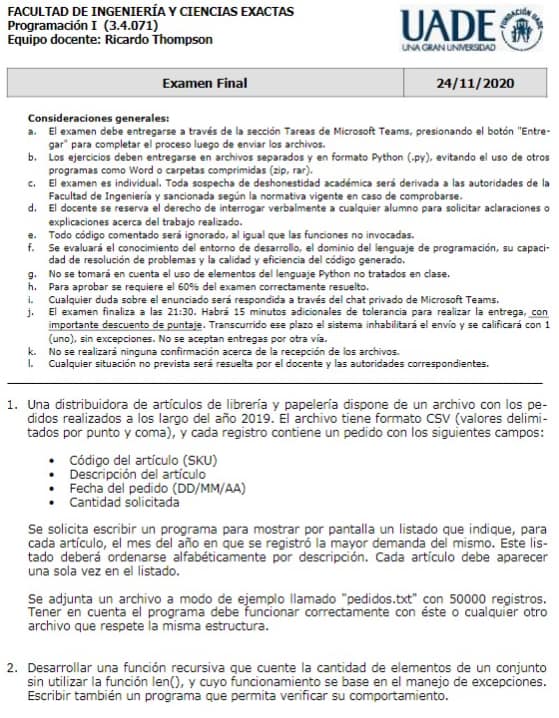 FACULTAD DE INGENIERÍA Y CIENCIAS EXACTAS
Programación I (3.4.071)
Equipo docente: Ricardo Thompson
UADE
UNA GRAN UNIVERSIDAD
FUNDACIÓN UADE
Examen Final
24/11/2020
Consideraciones generales:
a. El examen debe entregarse a través de la sección Tareas de Microsoft Teams, presionando el botón "Entre-
gar" para completar el proceso luego de enviar los archivos.
b. Los ejercicios deben entregarse en archivos separados y en formato Python (.py), evitando el uso de otros
programas como Word o carpetas comprimidas (zip, rar).
c. El examen es individual. Toda sospecha de deshonestidad académica será derivada a las autoridades de la
Facultad de Ingeniería y sancionada según la normativa vigente en caso de comprobarse.
d. El docente se reserva el derecho de interrogar verbalmente a cualquier alumno para solicitar aclaraciones o
explicaciones acerca del trabajo realizado.
e. Todo código comentado será ignorado, al igual que las funciones no invocadas.
f. Se evaluará el conocimiento del entorno de desarrollo, el dominio del lenguaje de programación, su capaci-
dad de resolución de problemas y la calidad y eficiencia del código generado.
g. No se tomará en cuenta el uso de elementos del lenguaje Python no tratados en clase.
h. Para aprobar se requiere el 60% del examen correctamente resuelto.
i. Cualquier duda sobre el enunciado será respondida a través del chat privado de Microsoft Teams.
j. El examen finaliza a las 21:30. Habrá 15 minutos adicionales de tolerancia para realizar la entrega, con
importante descuento de puntaje. Transcurrido ese plazo el sistema inhabilitará el envío y se calificará con 1
(uno), sin excepciones. No se aceptan entregas por otra vía.
k. No se realizará ninguna confirmación acerca de la recepción de los archivos.
l. Cualquier situación no prevista será resuelta por el docente y las autoridades correspondientes.
1. Una distribuidora de artículos de librería y papelería dispone de un archivo con los pe-
didos realizados a los largo del año 2019. El archivo tiene formato CSV (valores delimi-
tados por punto y coma), y cada registro contiene un pedido con los siguientes campos:
• Código del artículo (SKU)
• Descripción del artículo
• Fecha del pedido (DD/MM/AA)
• Cantidad solicitada
Se solicita escribir un programa para mostrar por pantalla un listado que indique, para
cada artículo, el mes del año en que se registró la mayor demanda del mismo. Este lis-
tado deberá ordenarse alfabéticamente por descripción. Cada artículo debe aparecer
una sola vez en el listado.
Se adjunta un archivo a modo de ejemplo llamado "pedidos.txt" con 50000 registros.
Tener en cuenta el programa debe funcionar correctamente con éste o cualquier otro
archivo que respete la misma estructura.
2. Desarrollar una función recursiva que cuente la cantidad de elementos de un conjunto
sin utilizar la función len(), y cuyo funcionamiento se base en el manejo de excepciones.
Escribir también un programa que permita verificar su comportamiento.